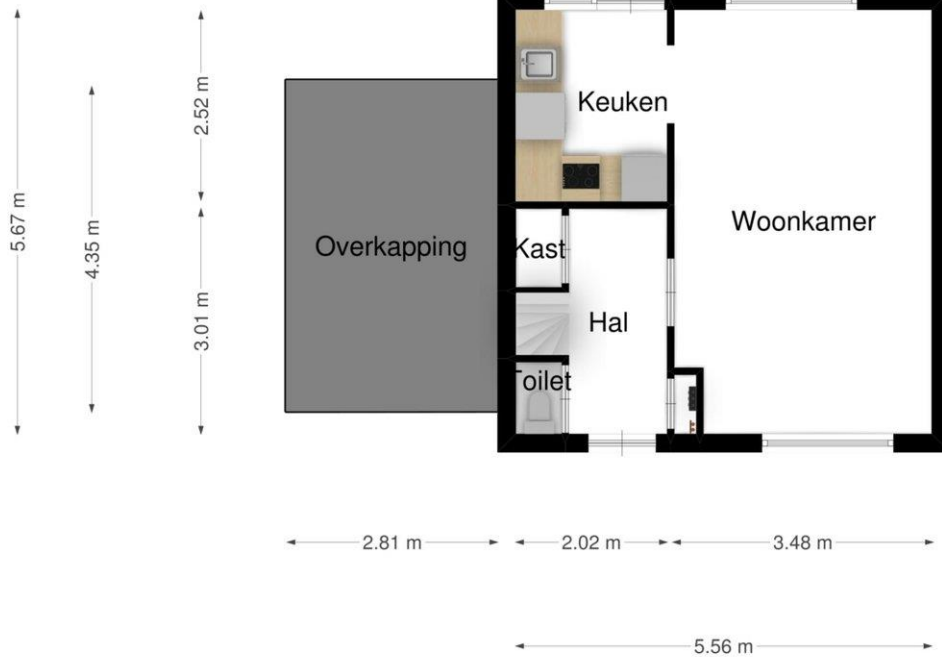 2.52 m
Keuken
5.67 m
4.35 m
Overkapping
Kast
Woonkamer
3.01 m
Hal
Toilet
2.81 m
2.02 m
3.48 m
5.56 m